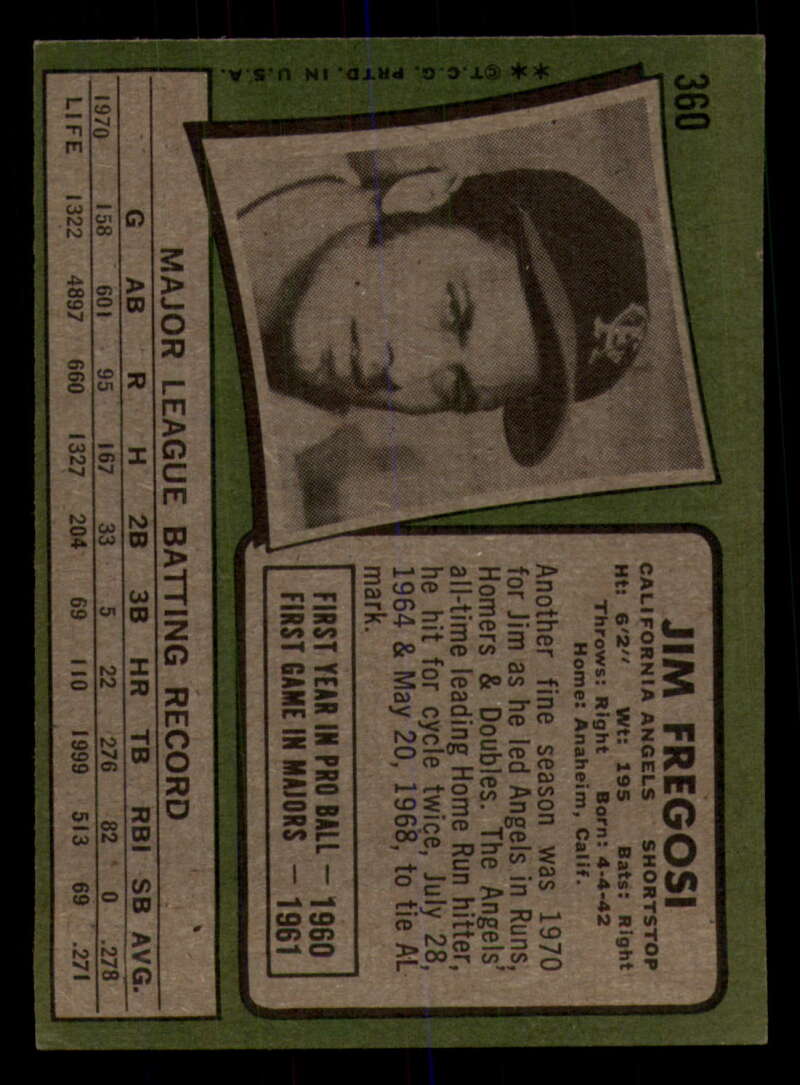 360
JIM FREGOSI
CALIFORNIA ANGELS SHORTSTOP
Ht: 6'2" Wt: 195 Bats: Right
Throws: Right Born: 4-4-42
Home: Anaheim, Calif.
Another fine season was 1970
for Jim as he led Angels in Runs,
Homers & Doubles. The Angels'
all-time leading Home Run hitter,
he hit for cycle twice, July 28,
1964 & May 20, 1968, to tie AL
mark.
FIRST YEAR IN PRO BALL — 1960
FIRST GAME IN MAJORS — 1961
MAJOR LEAGUE BATTING RECORD
G AB R H 2B 3B HR TB RBI SB AVG.
1970 158 601 95 167 33 5 22 276 82 0 .278
LIFE 1322 4897 660 1327 204 69 110 1999 513 69 .271
**©T.C.G. PRTD. IN U.S.A.